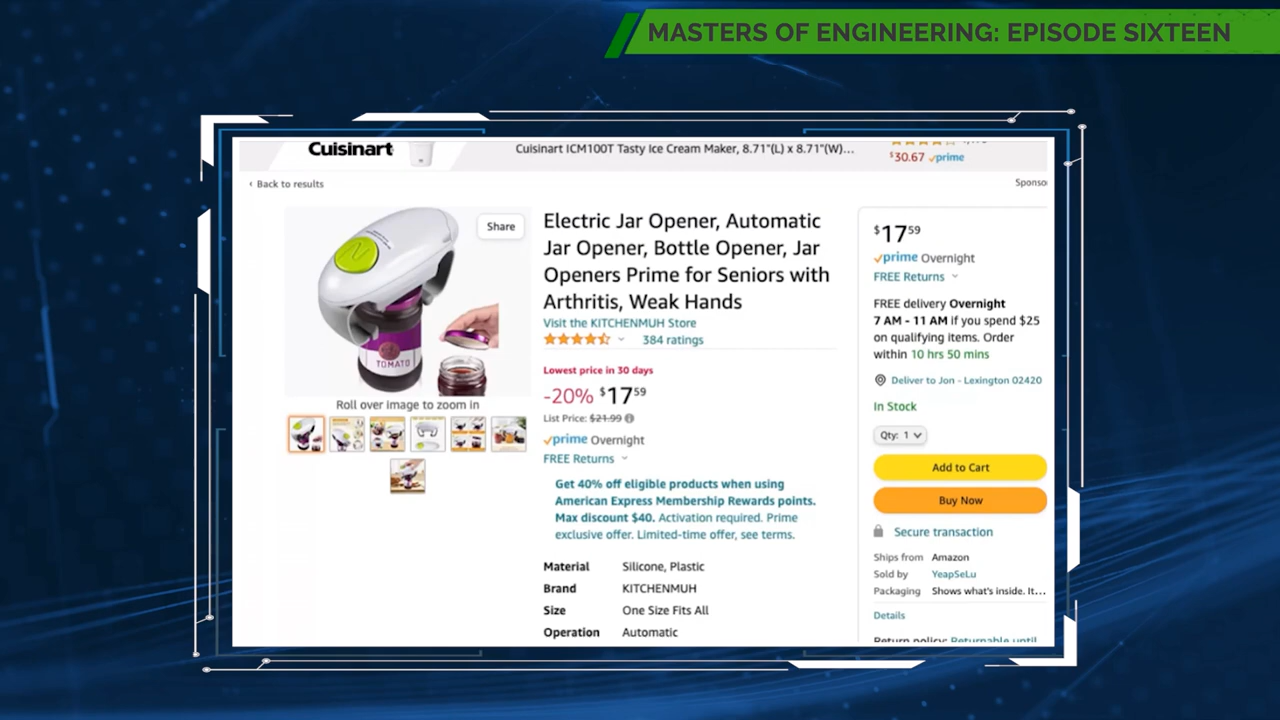 MASTERS OF ENGINEERING: EPISODE SIXTEEN
Cuisinart
Cuisinart ICM100T Tasty Ice Cream Maker, 8.71"(L) x 8.71"(W)...
$30.67 prime
‹ Back to results
Sponso
Share
TOMATO
Roll over image to zoom in
Electric Jar Opener, Automatic
Jar Opener, Bottle Opener, Jar
Openers Prime for Seniors with
Arthritis, Weak Hands
Visit the KITCHENMUH Store
384 ratings
Lowest price in 30 days
-20% $17 59
List Price: $21.99
prime Overnight
FREE Returns
Get 40% off eligible products when using
American Express Membership Rewards points.
Max discount $40. Activation required. Prime
exclusive offer. Limited-time offer, see terms.
Material Silicone, Plastic
Brand KITCHENMUH
Size One Size Fits All
Operation Automatic
$17 59
prime Overnight
FREE Returns
FREE delivery Overnight
7 AM - 11 AM if you spend $25
on qualifying items. Order
within 10 hrs 50 mins
Deliver to Jon - Lexington 02420
In Stock
Qty: 1
Add to Cart
Buy Now
Secure transaction
Ships from Amazon
Sold by YeapSeLu
Packaging Shows what's inside. It...
Details
Return policy: Returnable until